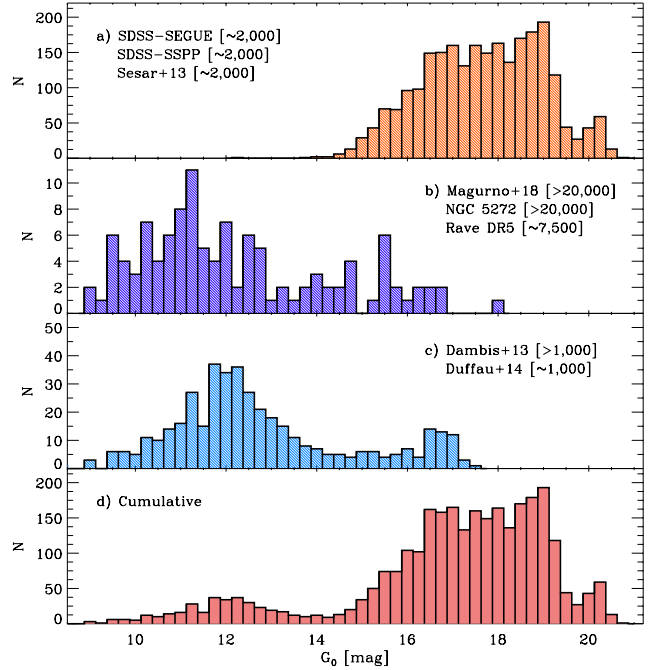 200
150
100
50
0
N
a) SDSS-SEGUE [~2,000]
SDSS-SSPP [~2,000]
Sesar+13 [~2,000]
10
8
6
4
2
0
N
b) Magurno+18 [>20,000]
NGC 5272 [>20,000]
Rave DR5 [~7,500]
50
40
30
20
10
0
N
c) Dambis+13 [>1,000]
Duffau+14 [~1,000]
200
150
100
50
0
N
d) Cumulative
10 12 14 16 18 20
G₀ [mag]